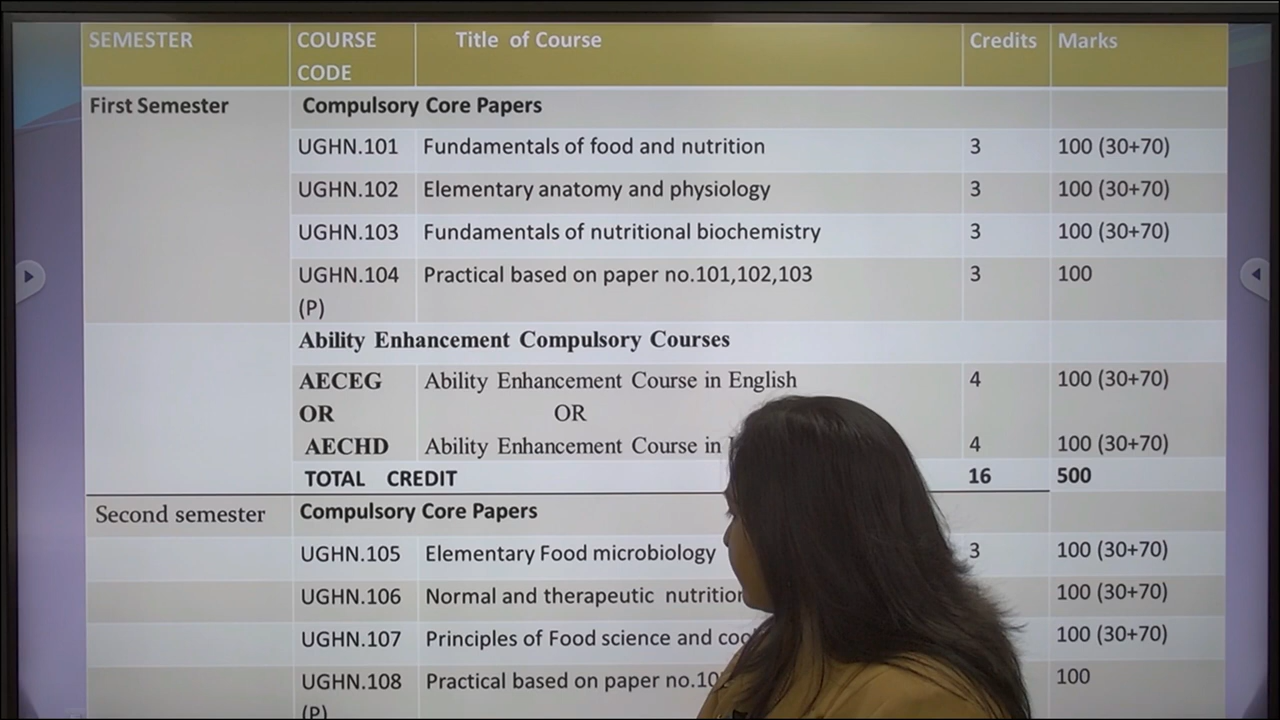 SEMESTER COURSE CODE Title of Course Credits Marks
First Semester Compulsory Core Papers
UGHN.101 Fundamentals of food and nutrition 3 100 (30+70)
UGHN.102 Elementary anatomy and physiology 3 100 (30+70)
UGHN.103 Fundamentals of nutritional biochemistry 3 100 (30+70)
UGHN.104 (P) Practical based on paper no.101,102,103 3 100
Ability Enhancement Compulsory Courses
AECEG Ability Enhancement Course in English 4 100 (30+70)
OR OR
AECHD Ability Enhancement Course in 4 100 (30+70)
TOTAL CREDIT 16 500
Second semester Compulsory Core Papers
UGHN.105 Elementary Food microbiology 3 100 (30+70)
UGHN.106 Normal and therapeutic nutrition 100 (30+70)
UGHN.107 Principles of Food science and 100 (30+70)
UGHN.108 (P) Practical based on paper 100